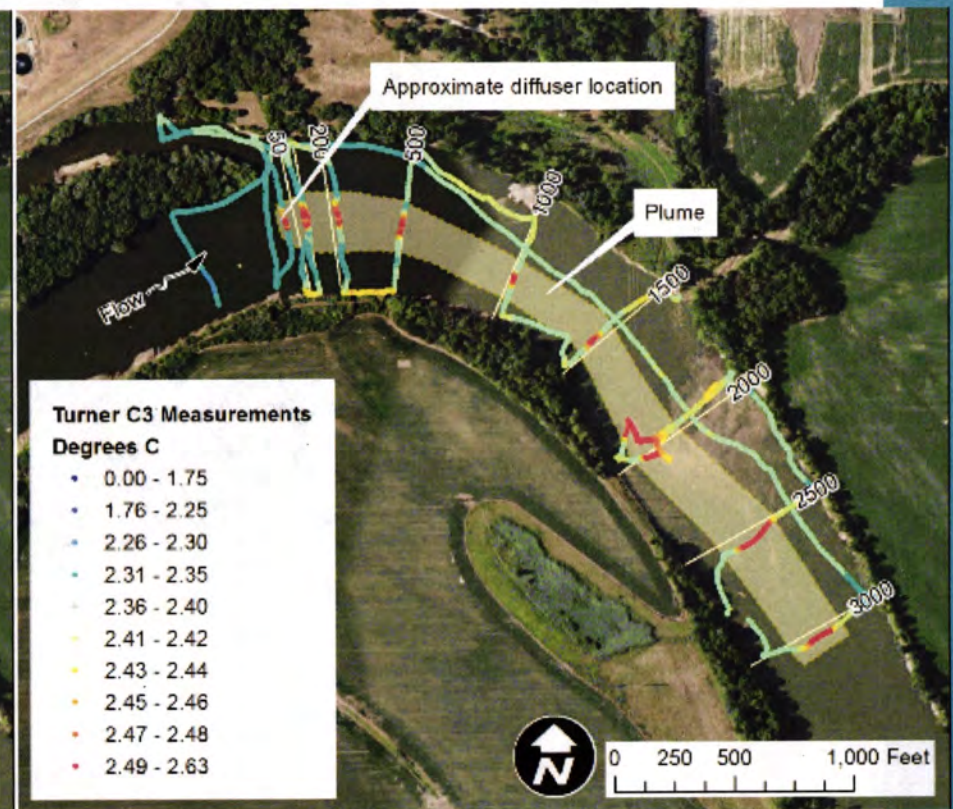 Approximate diffuser location
50
200
500
1000
Plume
1500
Flow
2000
2500
3000
Turner C3 Measurements
Degrees C
0.00 - 1.75
1.76 - 2.25
2.26 - 2.30
2.31 - 2.35
2.36 - 2.40
2.41 - 2.42
2.43 - 2.44
2.45 - 2.46
2.47 - 2.48
2.49 - 2.63
N
0 250 500 1,000 Feet